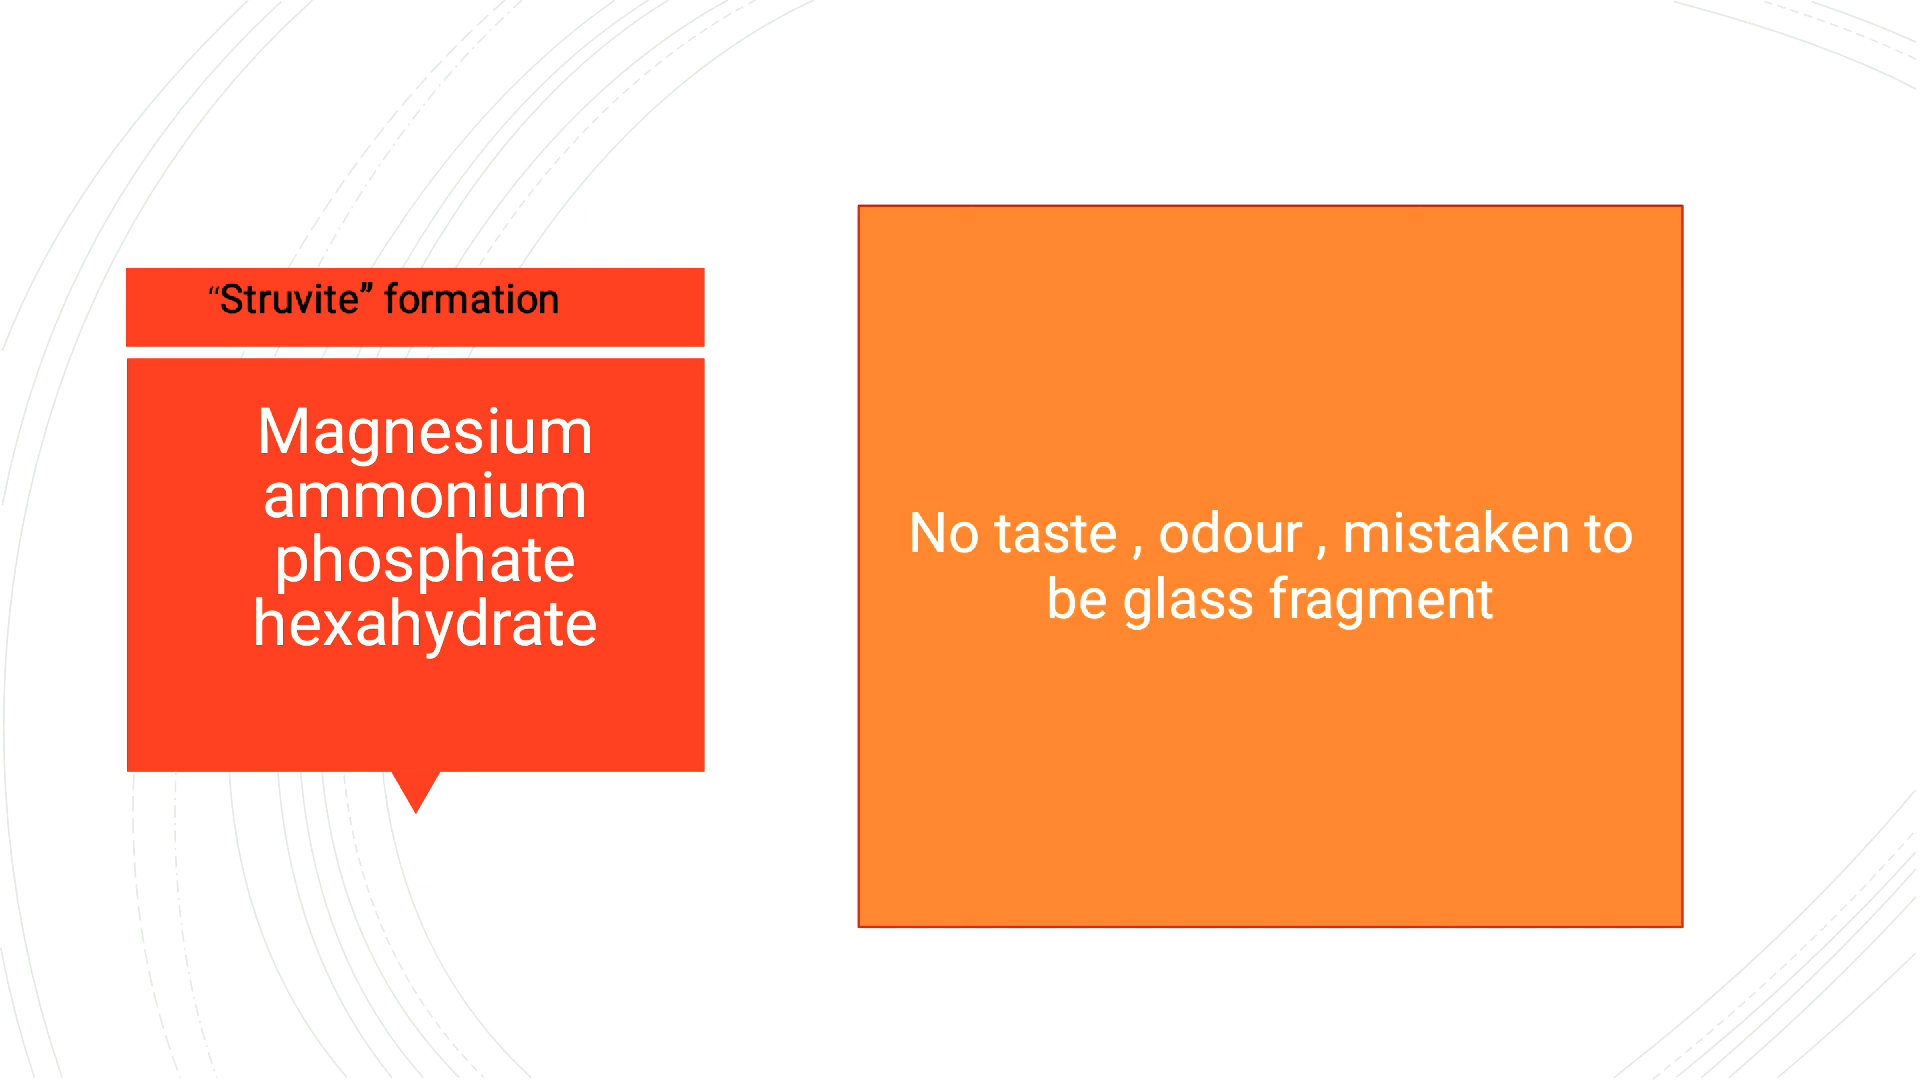 “Struvite” formation
Magnesium
ammonium
phosphate
hexahydrate
No taste , odour , mistaken to
be glass fragment